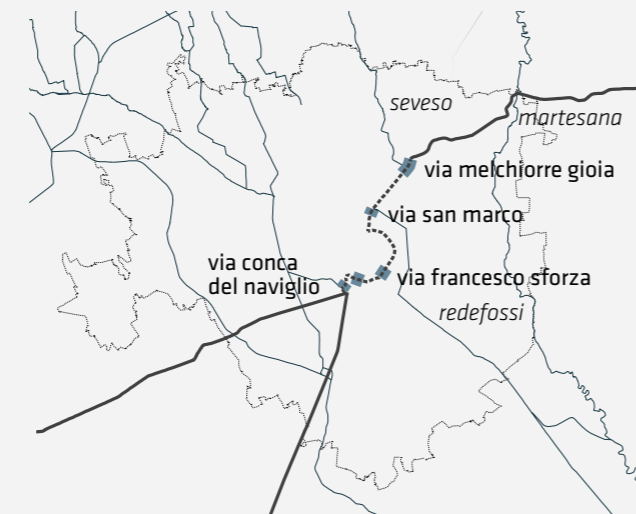 seveso
martesana
via melchiorre gioia
via san marco
via conca
del naviglio
via francesco sforza
redefossi